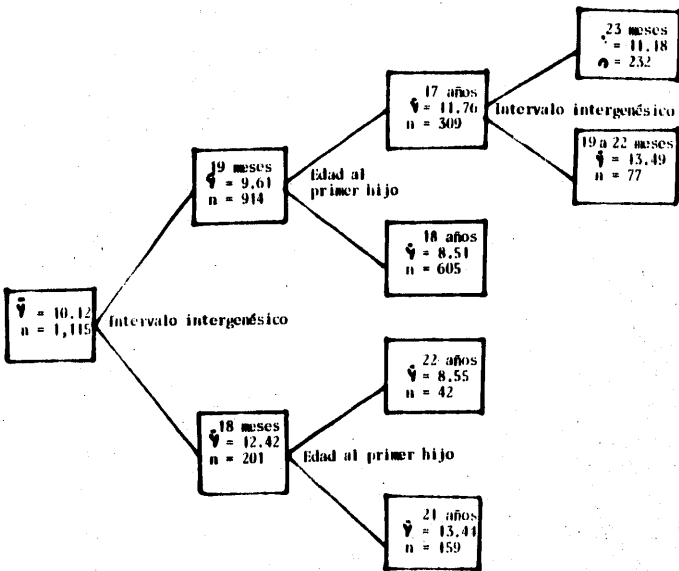 23 meses
= 11.18
n = 232
17 años
ȳ = 11.76
n = 309
Intervalo intergenésico
19 a 22 meses
ȳ = 13.49
n = 77
19 meses
ȳ = 9.61
n = 914
Edad al
primer hijo
18 años
ȳ = 8.51
n = 605
ȳ = 10.12
n = 1,115
Intervalo intergenésico
22 años
ȳ = 8.55
n = 42
18 meses
ȳ = 12.42
n = 201
Edad al primer hijo
21 años
ȳ = 13.44
n = 159